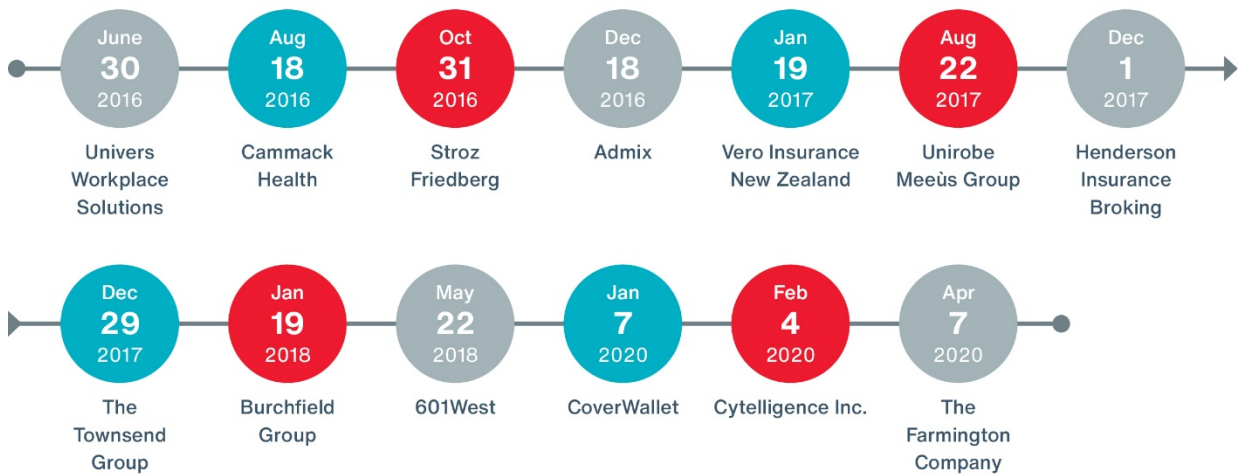 June
30
2016
Univers
Workplace
Solutions
Aug
18
2016
Cammack
Health
Oct
31
2016
Stroz
Friedberg
Dec
18
2016
Admix
Jan
19
2017
Vero Insurance
New Zealand
Aug
22
2017
Unirobe
Meeùs Group
Dec
1
2017
Henderson
Insurance
Broking
Dec
29
2017
The
Townsend
Group
Jan
19
2018
Burchfield
Group
May
22
2018
601West
Jan
7
2020
CoverWallet
Feb
4
2020
Cytelligence Inc.
Apr
7
2020
The
Farmington
Company